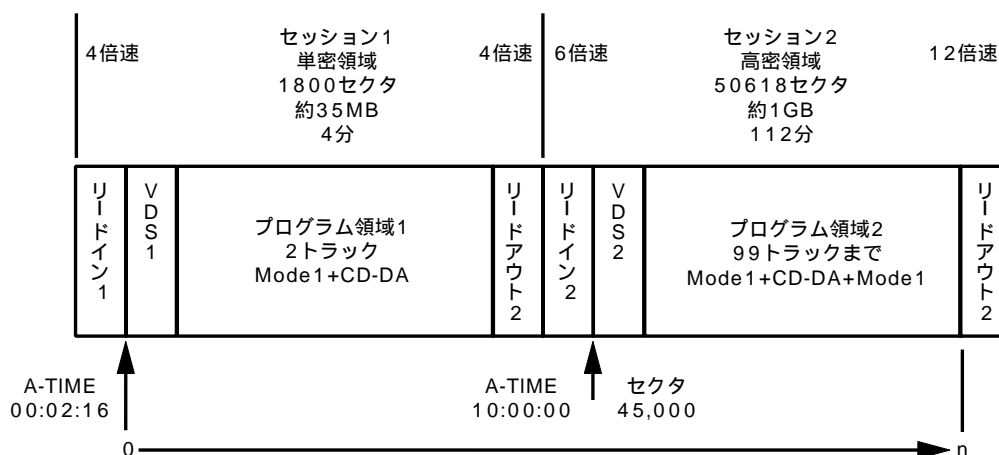 4倍速
セッション1
単密領域
1800セクタ
約35MB
4分
4倍速
6倍速
セッション2
高密領域
50618セクタ
約1GB
112分
12倍速
リードイン1
VDS1
プログラム領域1
2トラック
Mode1+CD-DA
リードアウト2
リードイン2
VDS2
プログラム領域2
99トラックまで
Mode1+CD-DA+Mode1
リードアウト2
A-TIME
00:02:16
A-TIME
10:00:00
セクタ
45,000
0
n